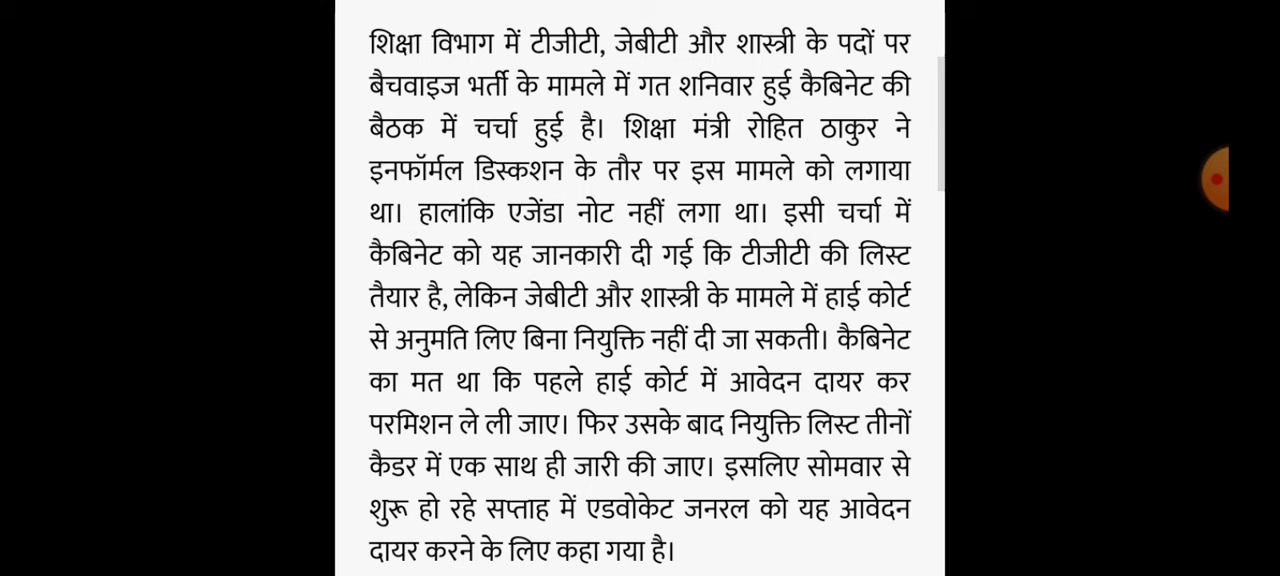 शिक्षा विभाग में टीजीटी, जेबीटी और शास्त्री के पदों पर
बैचवाइज भर्ती के मामले में गत शनिवार हुई कैबिनेट की
बैठक में चर्चा हुई है। शिक्षा मंत्री रोहित ठाकुर ने
इनफॉर्मल डिस्कशन के तौर पर इस मामले को लगाया
था। हालांकि एजेंडा नोट नहीं लगा था। इसी चर्चा में
कैबिनेट को यह जानकारी दी गई कि टीजीटी की लिस्ट
तैयार है, लेकिन जेबीटी और शास्त्री के मामले में हाई कोर्ट
से अनुमति लिए बिना नियुक्ति नहीं दी जा सकती। कैबिनेट
का मत था कि पहले हाई कोर्ट में आवेदन दायर कर
परमिशन ले ली जाए। फिर उसके बाद नियुक्ति लिस्ट तीनों
कैडर में एक साथ ही जारी की जाए। इसलिए सोमवार से
शुरू हो रहे सप्ताह में एडवोकेट जनरल को यह आवेदन
दायर करने के लिए कहा गया है।